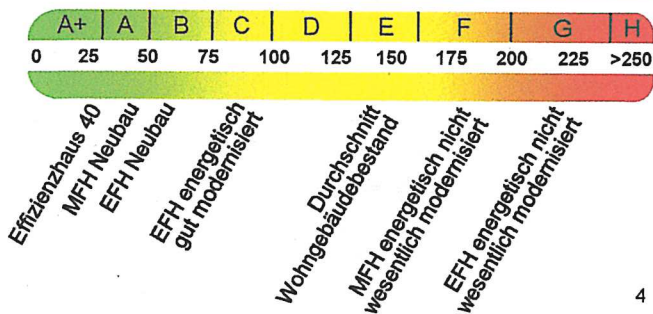 A+ A B C D E F G H
0 25 50 75 100 125 150 175 200 225 >250
Effizienzhaus 40
MFH Neubau
EFH Neubau
EFH energetisch
gut modernisiert
Durchschnitt
Wohngebäudebestand
MFH energetisch nicht
wesentlich modernisiert
EFH energetisch nicht
wesentlich modernisiert
4